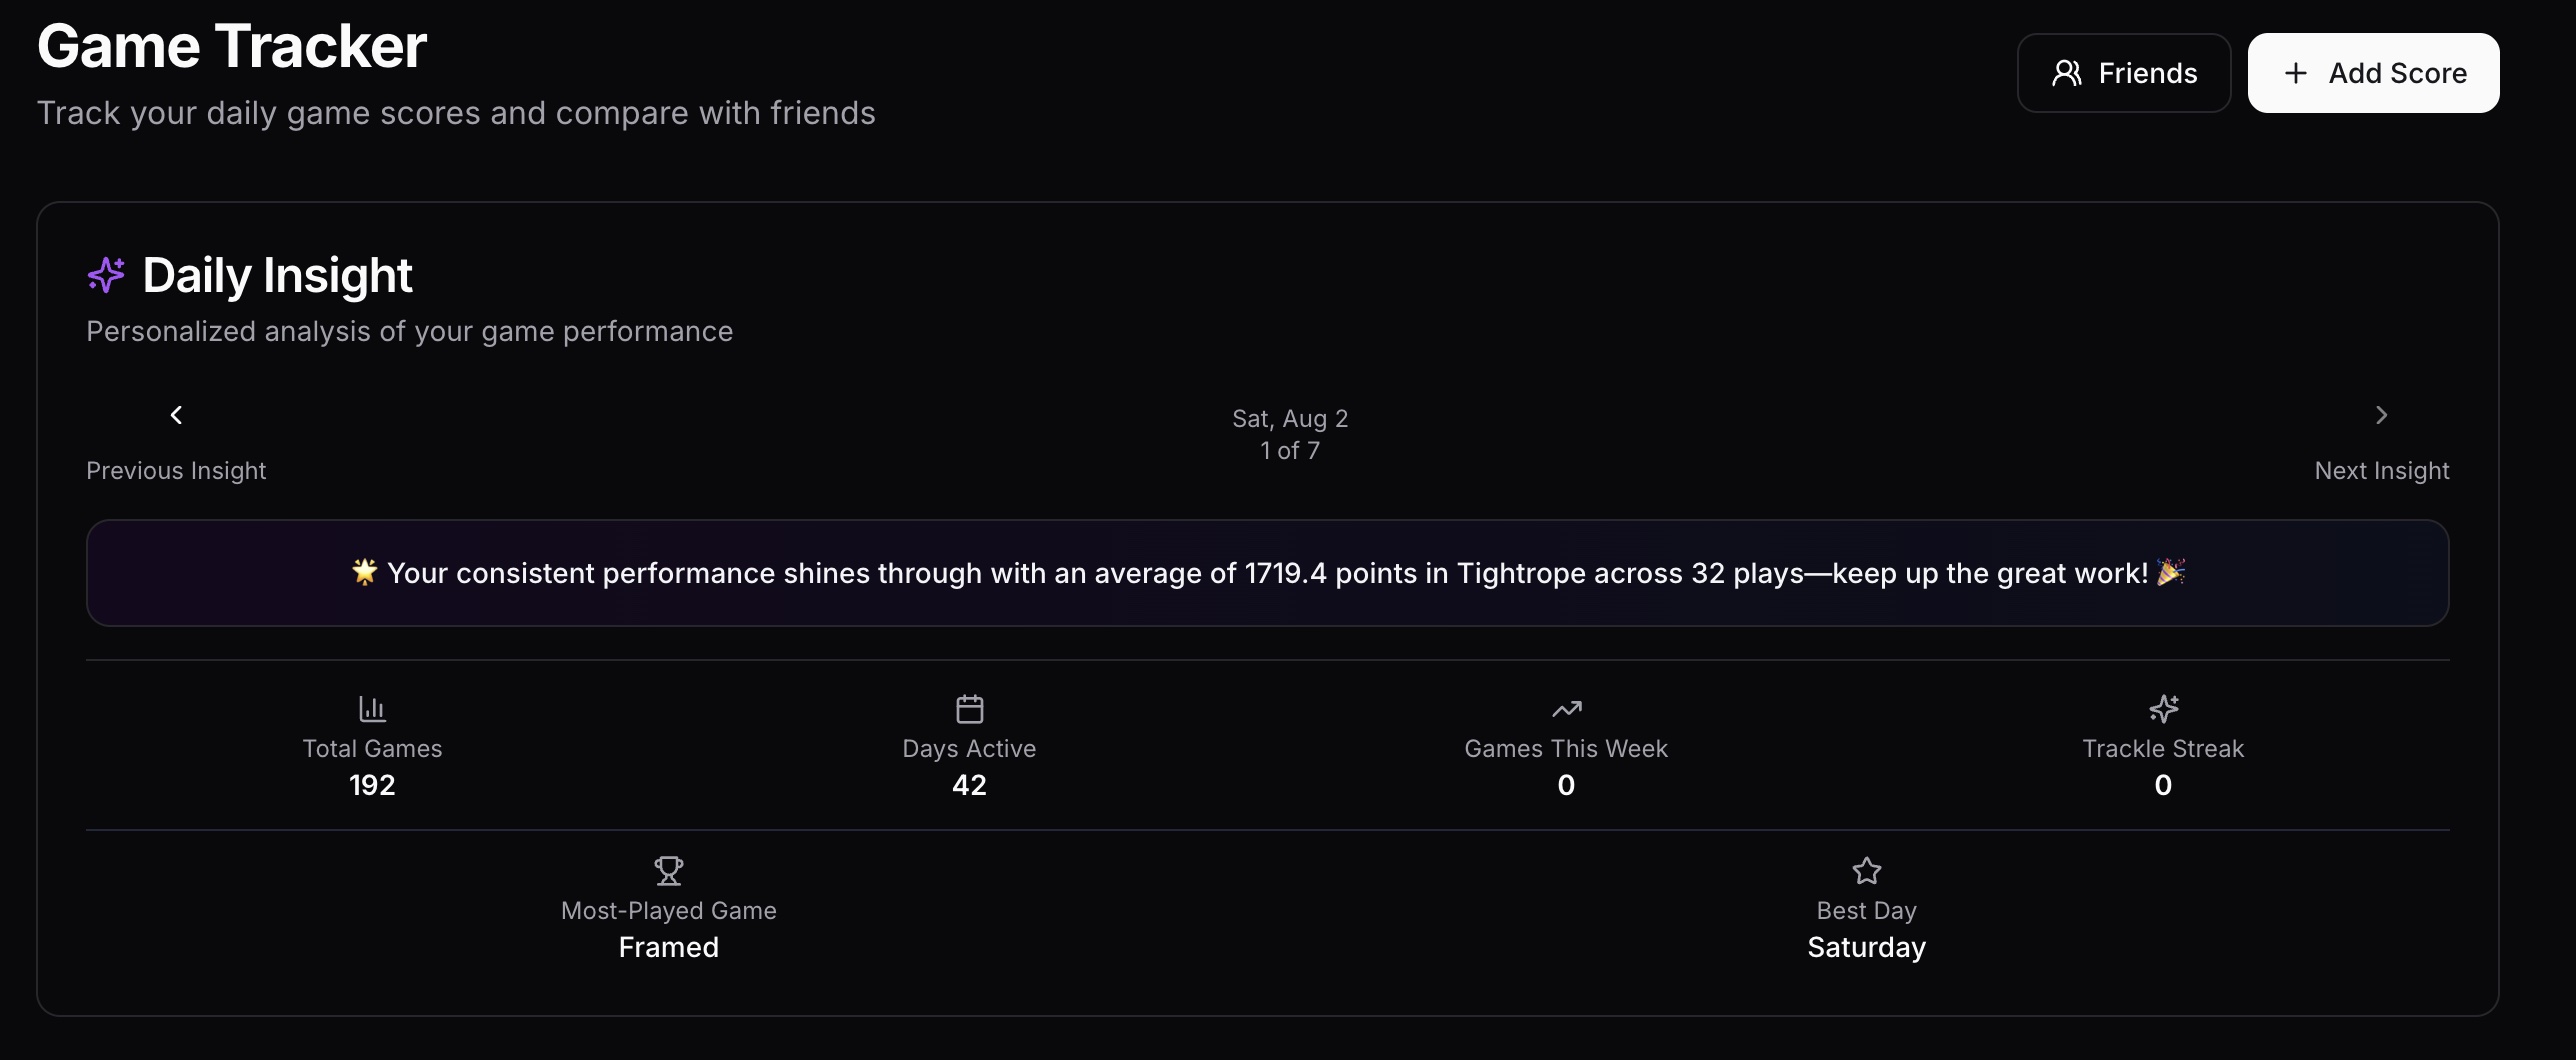 Game Tracker
Track your daily game scores and compare with friends
Friends
Add Score
Daily Insight
Personalized analysis of your game performance
Previous Insight
Sat, Aug 2
1 of 7
Next Insight
🌟 Your consistent performance shines through with an average of 1719.4 points in Tightrope across 32 plays—keep up the great work! 🎉
Total Games
192
Days Active
42
Games This Week
0
Trackle Streak
0
Most-Played Game
Framed
Best Day
Saturday